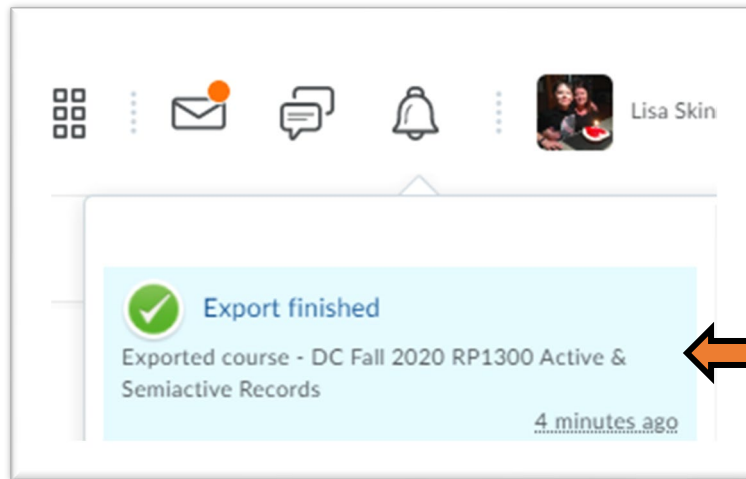 Lisa Skin
Export finished
Exported course - DC Fall 2020 RP1300 Active &
Semiactive Records
4 minutes ago